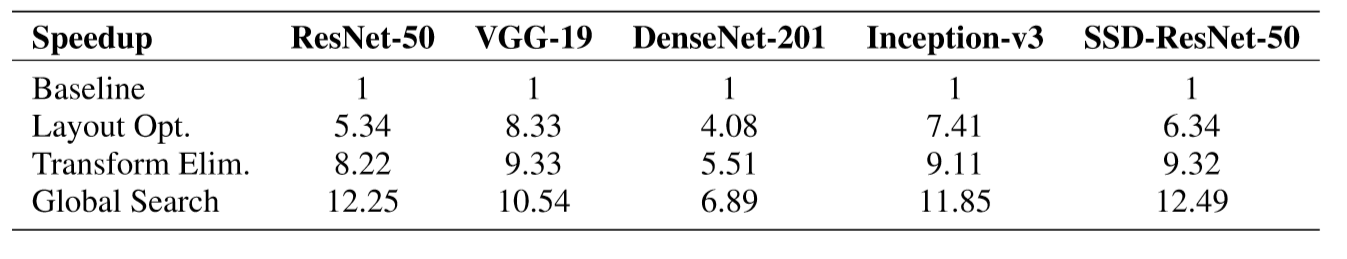 Speedup ResNet-50 VGG-19 DenseNet-201 Inception-v3 SSD-ResNet-50
Baseline 1 1 1 1 1
Layout Opt. 5.34 8.33 4.08 7.41 6.34
Transform Elim. 8.22 9.33 5.51 9.11 9.32
Global Search 12.25 10.54 6.89 11.85 12.49